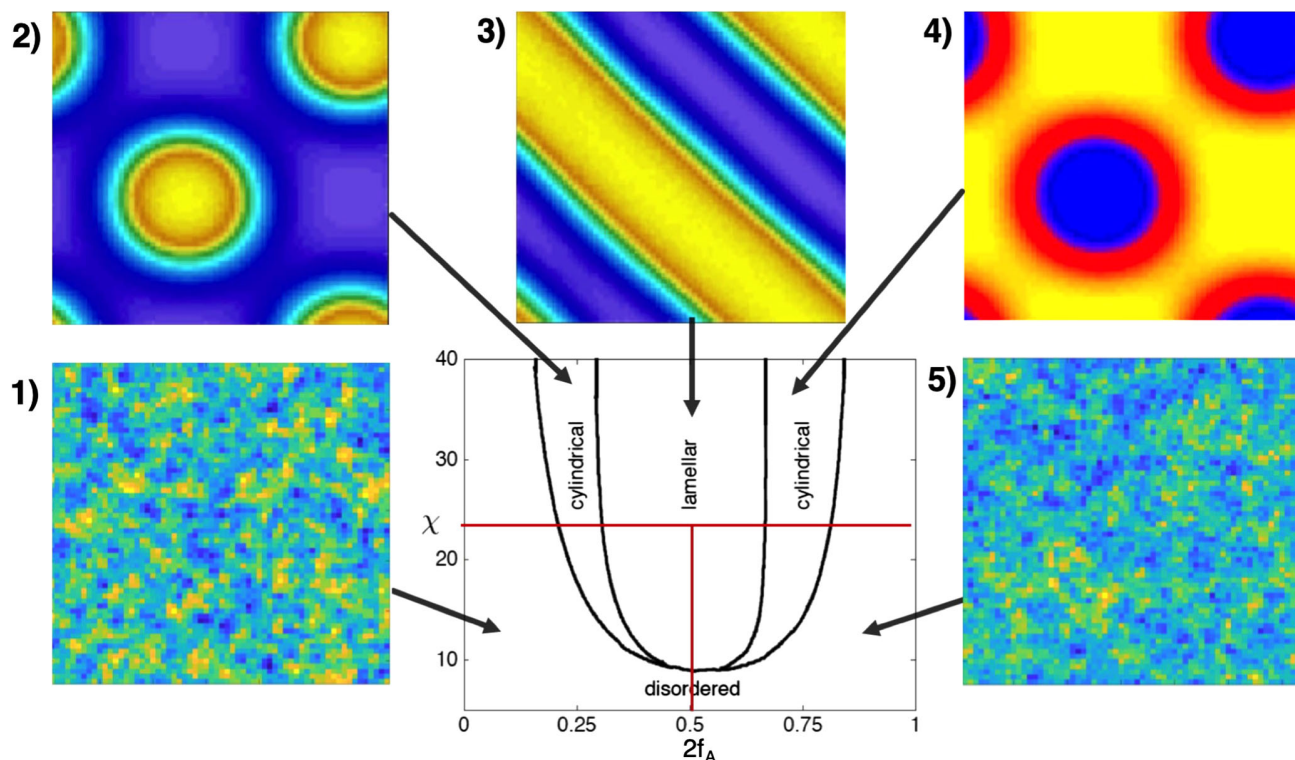 2)
3)
4)
1)
5)
40
30
χ
20
10
cylindrical
lamellar
cylindrical
disordered
0
0.25
0.5
0.75
1
2f_A